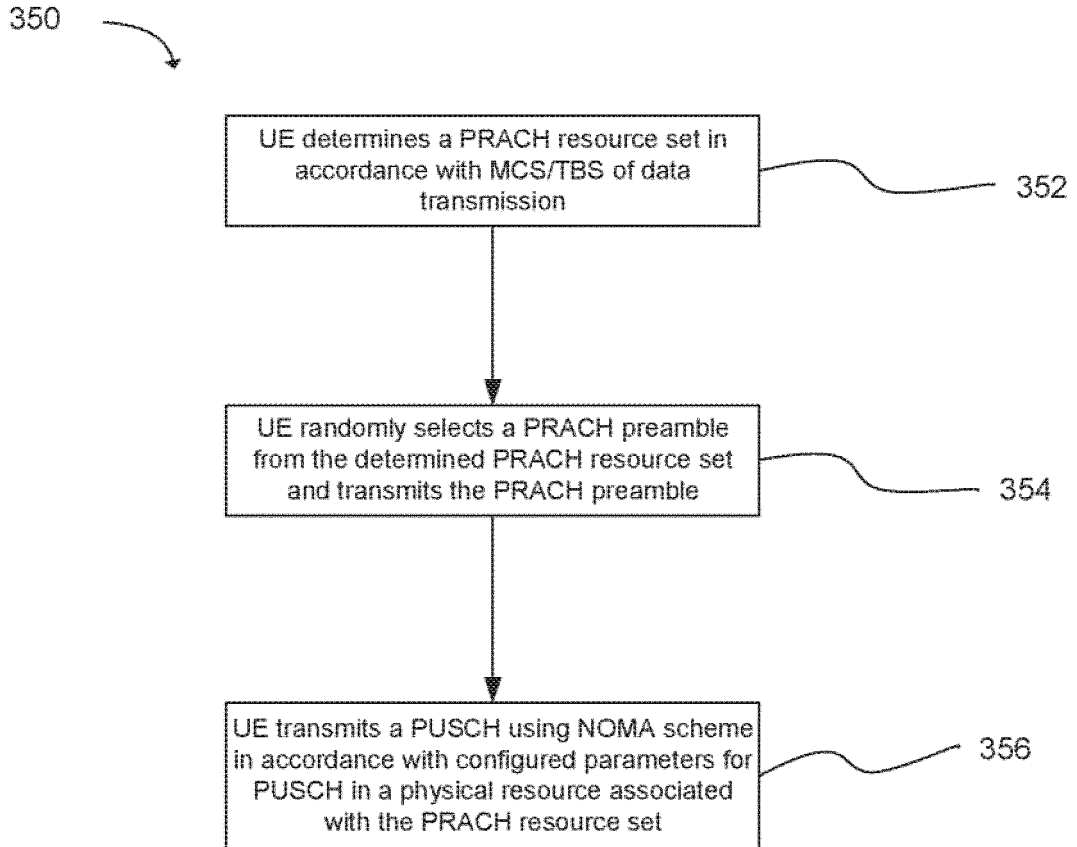 350
UE determines a PRACH resource set in
accordance with MCS/TBS of data
transmission
352
UE randomly selects a PRACH preamble
from the determined PRACH resource set
and transmits the PRACH preamble
354
UE transmits a PUSCH using NOMA scheme
in accordance with configured parameters for
PUSCH in a physical resource associated
with the PRACH resource set
356